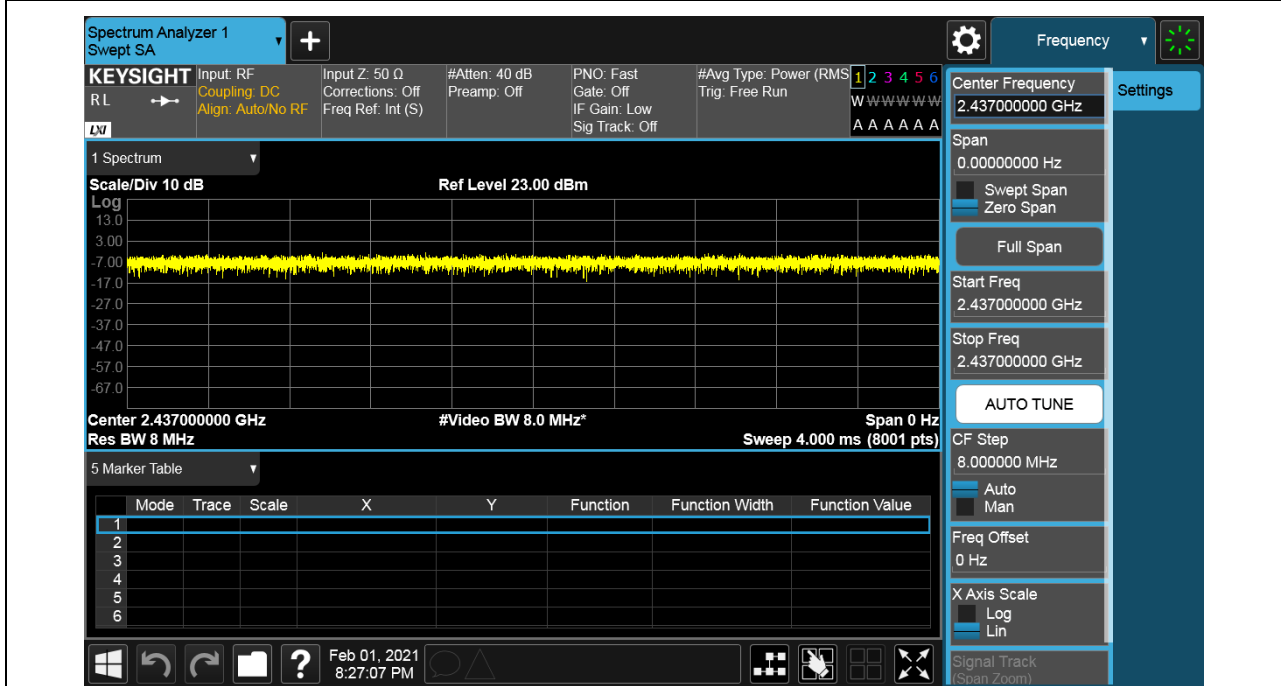 Spectrum Analyzer 1
Swept SA
+
Frequency
KEYSIGHT
RL
LXI
Input: RF
Coupling: DC
Align: Auto/No RF
Input Z: 50 Ω
Corrections: Off
Freq Ref: Int (S)
#Atten: 40 dB
Preamp: Off
PNO: Fast
Gate: Off
IF Gain: Low
Sig Track: Off
#Avg Type: Power (RMS
Trig: Free Run
1 2 3 4 5 6
W W W W W W
A A A A A A
1 Spectrum
Scale/Div 10 dB
Ref Level 23.00 dBm
Log
13.0
3.00
-7.00
-17.0
-27.0
-37.0
-47.0
-57.0
-67.0
Center 2.437000000 GHz
#Video BW 8.0 MHz*
Span 0 Hz
Res BW 8 MHz
Sweep 4.000 ms (8001 pts)
5 Marker Table
Mode Trace Scale X Y Function Function Width Function Value
1
2
3
4
5
6
?
Feb 01, 2021
8:27:07 PM
Center Frequency
2.437000000 GHz
Settings
Span
0.00000000 Hz
Swept Span
Zero Span
Full Span
Start Freq
2.437000000 GHz
Stop Freq
2.437000000 GHz
AUTO TUNE
CF Step
8.000000 MHz
Auto
Man
Freq Offset
0 Hz
X Axis Scale
Log
Lin
Signal Track
(Span Zoom)